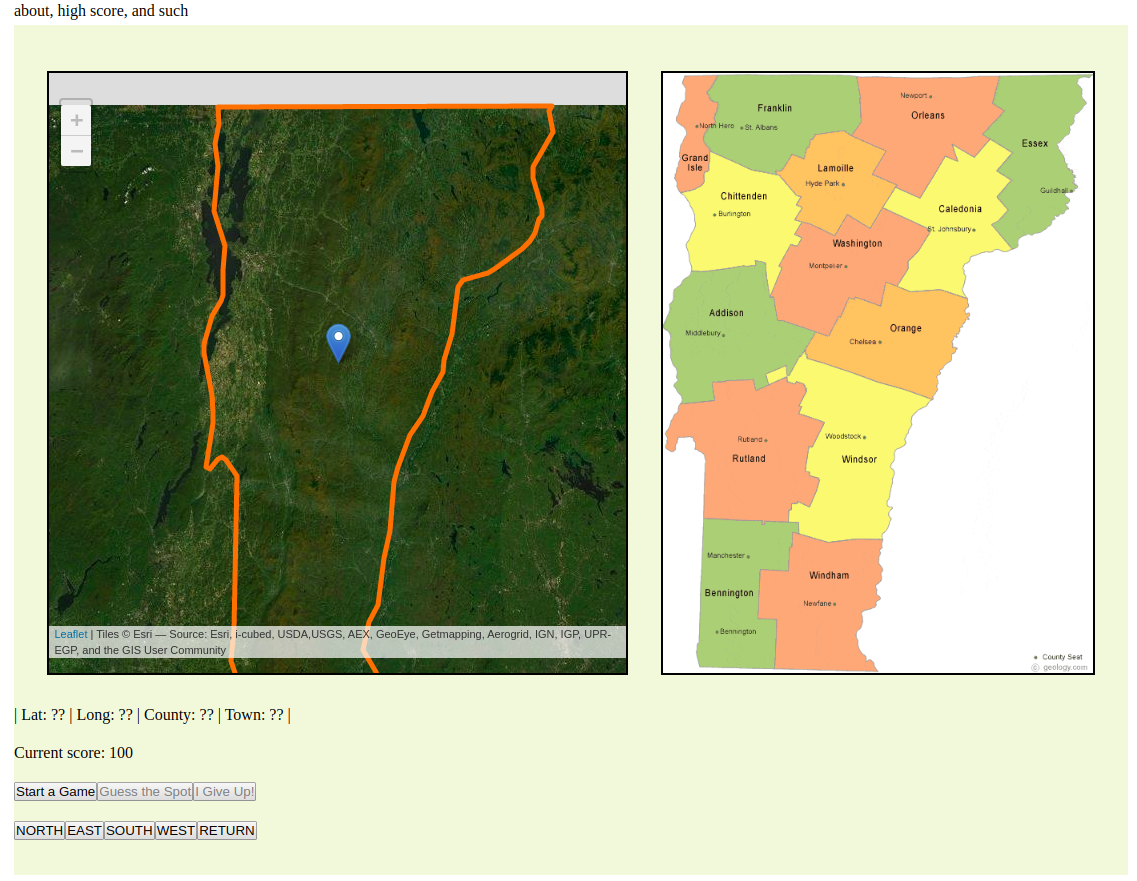 about, high score, and such
+
−
Leaflet | Tiles © Esri — Source: Esri, i-cubed, USDA,USGS, AEX, GeoEye, Getmapping, Aerogrid, IGN, IGP, UPR-
EGP, and the GIS User Community
Newport
Franklin
Orleans
North Hero
St. Albans
Essex
Grand
Isle
Lamoille
Hyde Park
Guildhall
Chittenden
Burlington
Caledonia
St. Johnsbury
Washington
Montpelier
Addison
Middlebury
Orange
Chelsea
Woodstock
Rutland
Rutland
Windsor
Manchester
Windham
Bennington
Newfane
Bennington
County Seat
© geology.com
| Lat: ?? | Long: ?? | County: ?? | Town: ?? |
Current score: 100
Start a Game Guess the Spot I Give Up!
NORTH EAST SOUTH WEST RETURN